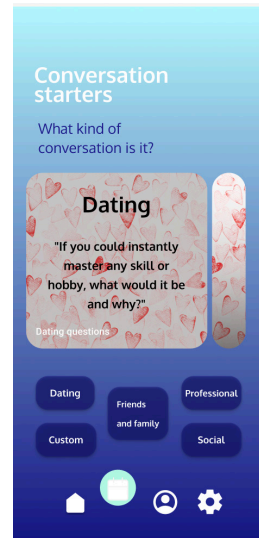 Conversation
starters
What kind of
conversation is it?
Dating
"If you could instantly
master any skill or
hobby, what would it be
and why?"
Dating questions
Dating
Friends
and family
Professional
Custom
Social